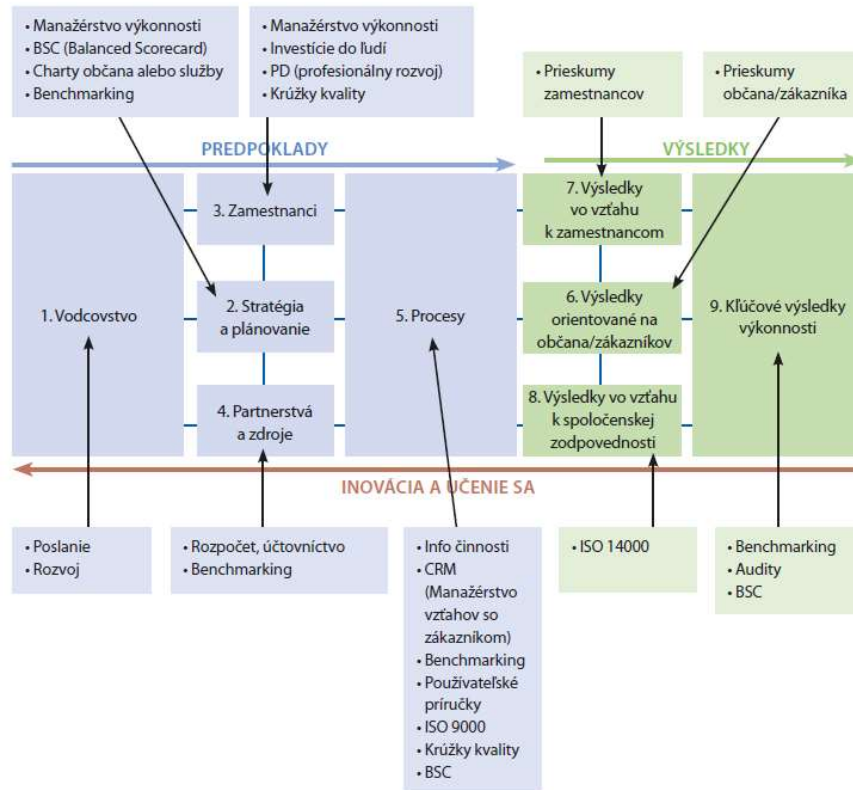 • Manažérstvo výkonnosti
• BSC (Balanced Scorecard)
• Charty občana alebo služby
• Benchmarking
• Manažérstvo výkonnosti
• Investície do ľudí
• PD (profesionálny rozvoj)
• Krúžky kvality
• Prieskumy
zamestnancov
• Prieskumy
občana/zákazníka
PREDPOKLADY
VÝSLEDKY
1. Vodcovstvo
3. Zamestnanci
2. Stratégia
a plánovanie
4. Partnerstvá
a zdroje
5. Procesy
7. Výsledky
vo vzťahu
k zamestnancom
6. Výsledky
orientované na
občana/zákazníkov
8. Výsledky vo vzťahu
k spoločenskej
zodpovednosti
9. Kľúčové výsledky
výkonnosti
INOVÁCIA A UČENIE SA
• Poslanie
• Rozvoj
• Rozpočet, účtovníctvo
• Benchmarking
• Info činnosti
• CRM
(Manažérstvo
vzťahov so
zákazníkom)
• Benchmarking
• Používateľské
príručky
• ISO 9000
• Krúžky kvality
• BSC
• ISO 14000
• Benchmarking
• Audity
• BSC